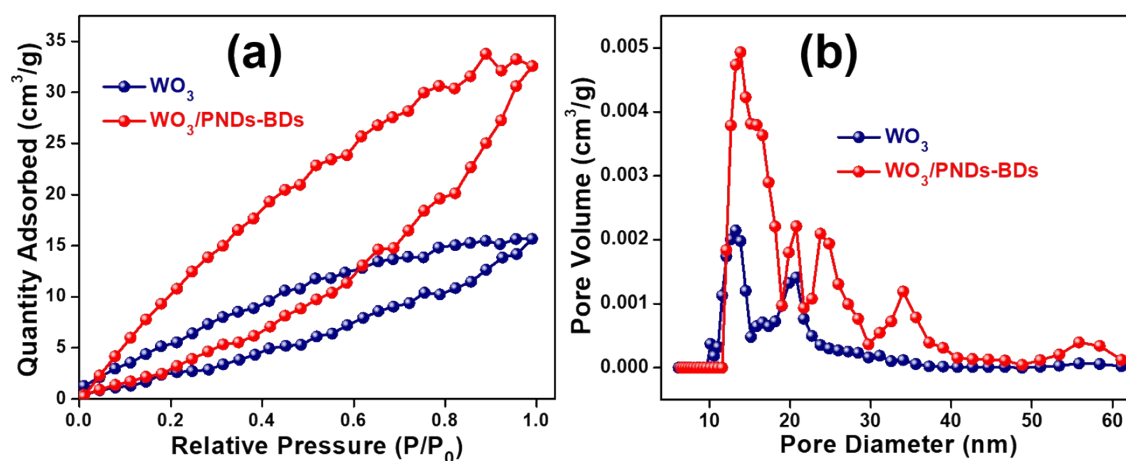 (a)
WO₃
WO₃/PNDs-BDs
Quantity Adsorbed (cm³/g)
35
30
25
20
15
10
5
0
0.0 0.2 0.4 0.6 0.8 1.0
Relative Pressure (P/P₀)
(b)
WO₃
WO₃/PNDs-BDs
Pore Volume (cm³/g)
0.005
0.004
0.003
0.002
0.001
0.000
10 20 30 40 50 60
Pore Diameter (nm)